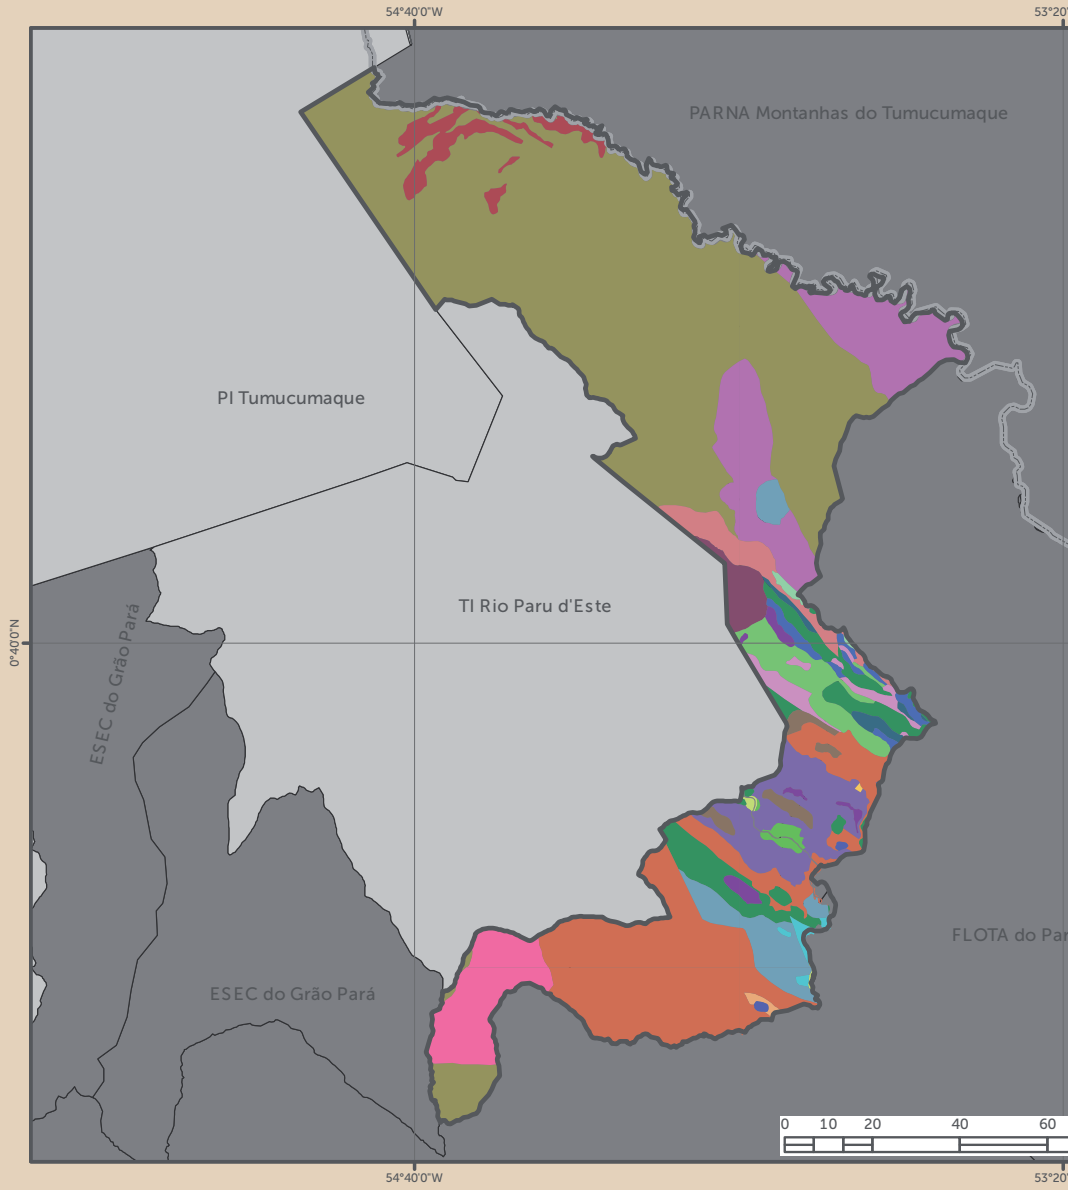 54°40'0"W
53°20'
PARNA Montanhas do Tumucumaque
PI Tumucumaque
TI Rio Paru d'Este
0°40'0"N
ESEC do Grão Pará
FLOTA do Par
ESEC do Grão Pará
0 10 20 40 60
54°40'0"W
53°20'